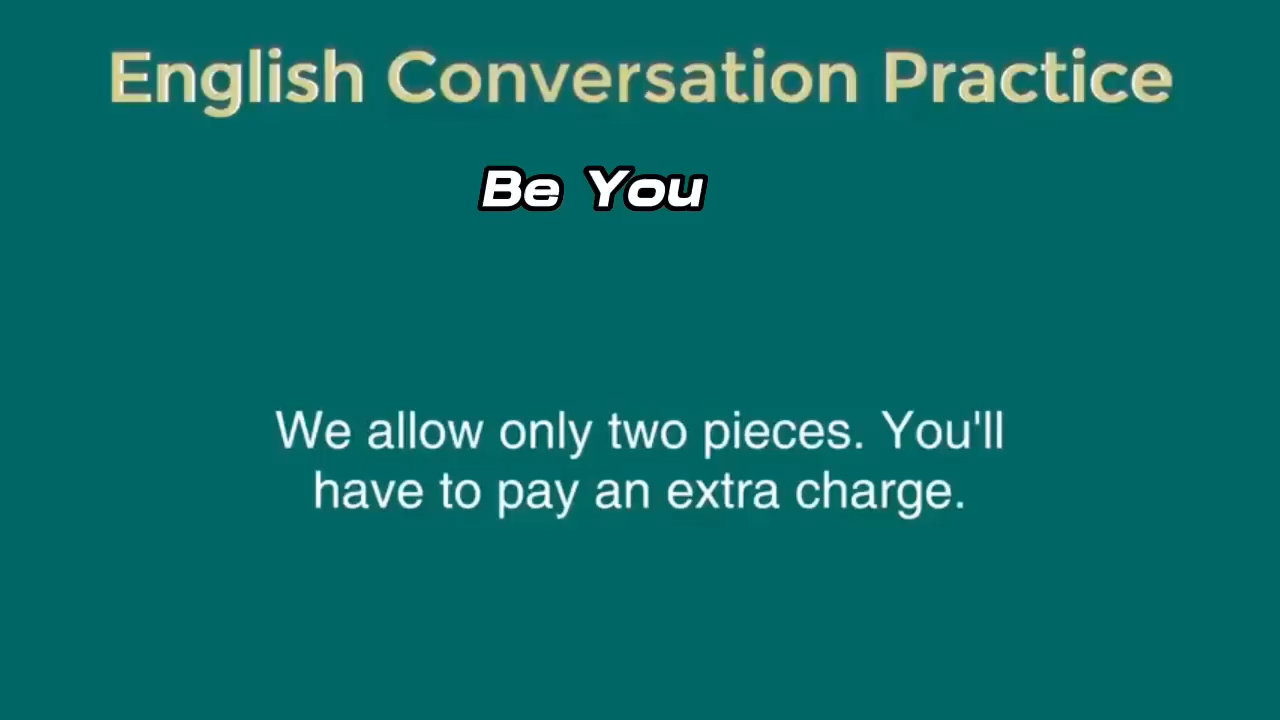 English Conversation Practice
Be You
We allow only two pieces. You'll
have to pay an extra charge.